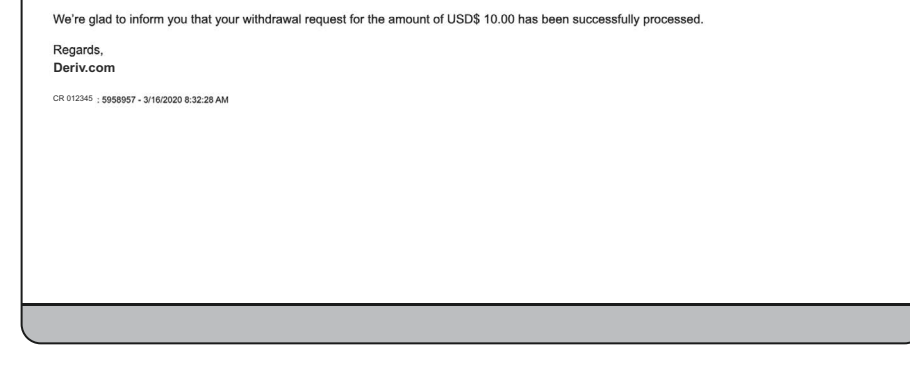 We're glad to inform you that your withdrawal request for the amount of USD$ 10.00 has been successfully processed.
Regards,
Deriv.com
CR 012345 : 5958957 - 3/16/2020 8:32:28 AM